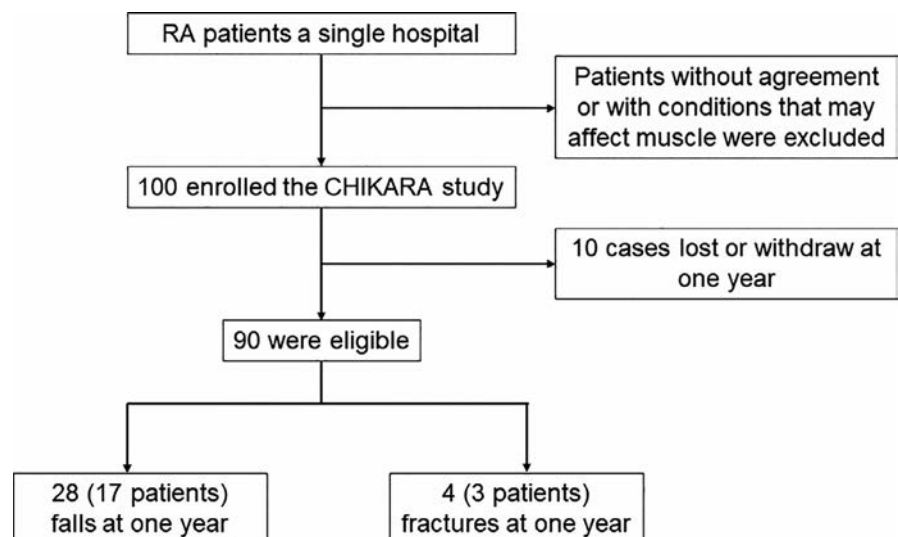 RA patients a single hospital
Patients without agreement
or with conditions that may
affect muscle were excluded
100 enrolled the CHIKARA study
10 cases lost or withdraw at
one year
90 were eligible
28 (17 patients)
falls at one year
4 (3 patients)
fractures at one year